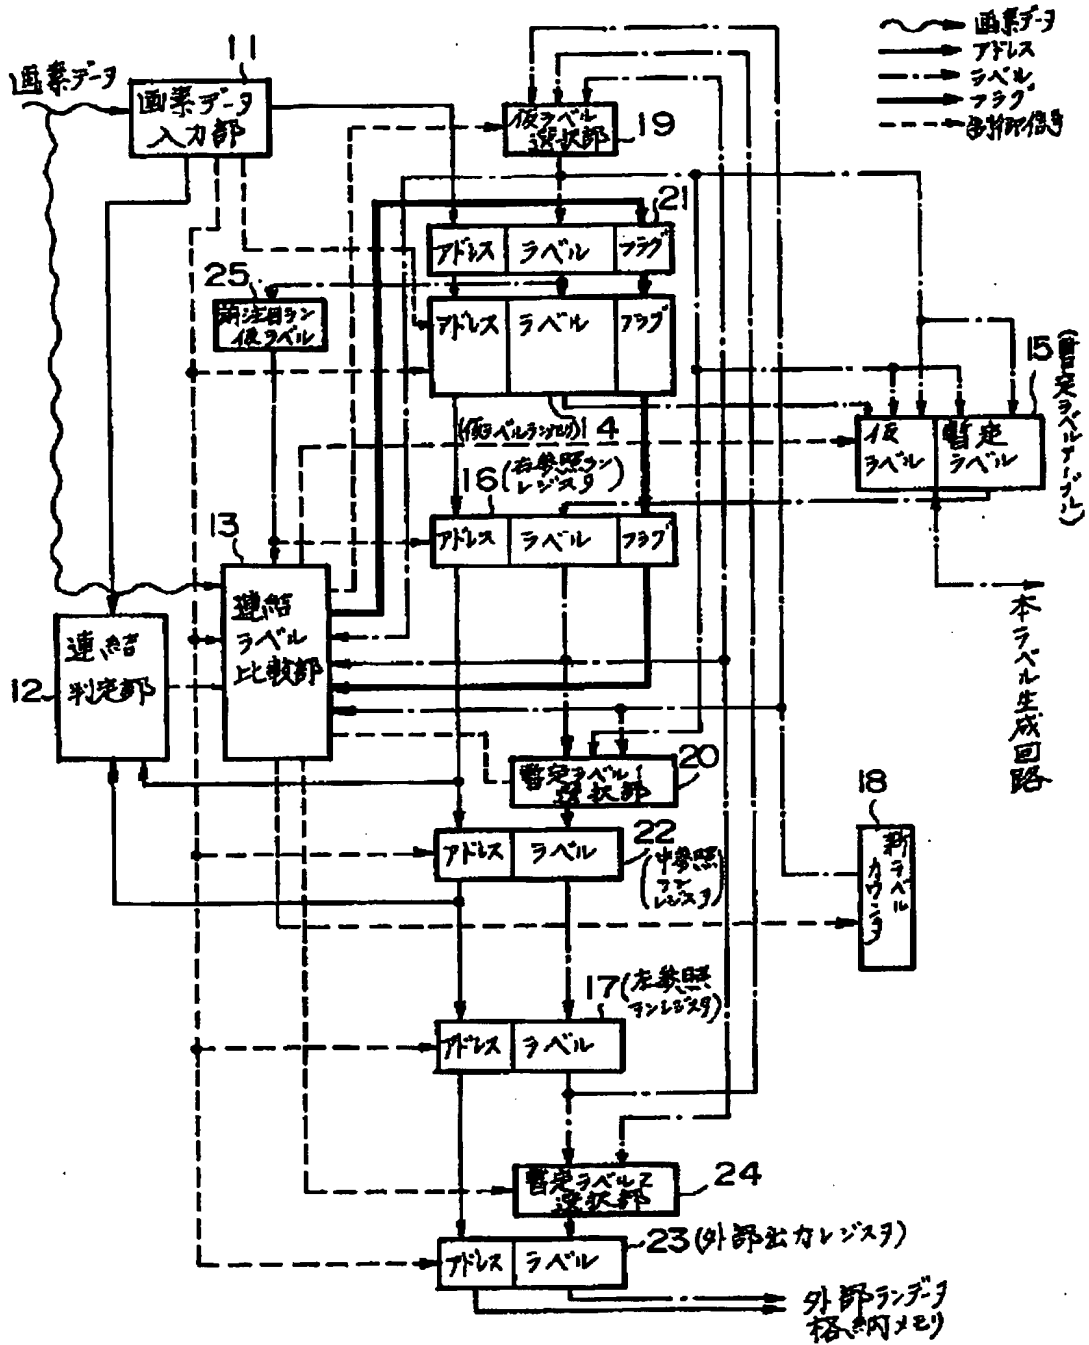 画素データ
アドレス
ラベル
フラグ
制御信号
11
画素データ
画素データ
入力部
仮ラベル
選択部
19
21
アドレス
ラベル
フラグ
25
前注目ラン
仮ラベル
アドレス
ラベル
フラグ
15
(暫定ラベルテーブル)
(仮ラベルランメモリ)14
仮
ラベル
暫定
ラベル
16(右参照ラン
レジスタ)
13
アドレス
ラベル
フラグ
連結
ラベル
比較部
連結
判定部
12
本ラベル生成回路
暫定ラベル1
選択部
20
18
新ラベル
カウンタ
アドレス
ラベル
22
(中参照
ラン
レジスタ)
17(左参照
ランレジスタ)
アドレス
ラベル
暫定ラベル2
選択部
24
アドレス
ラベル
23(外部出力レジスタ)
外部ランデータ
格納メモリ